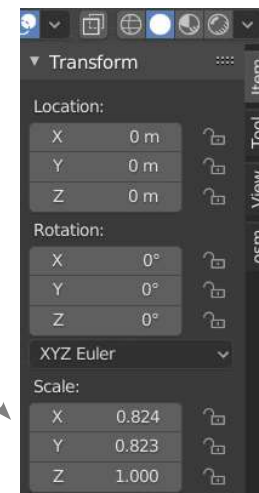 Transform
Item
Location:
X 0 m
Tool
Y 0 m
Z 0 m
View
Rotation:
X 0°
osm
Y 0°
Z 0°
XYZ Euler
Scale:
X 0.824
Y 0.823
Z 1.000